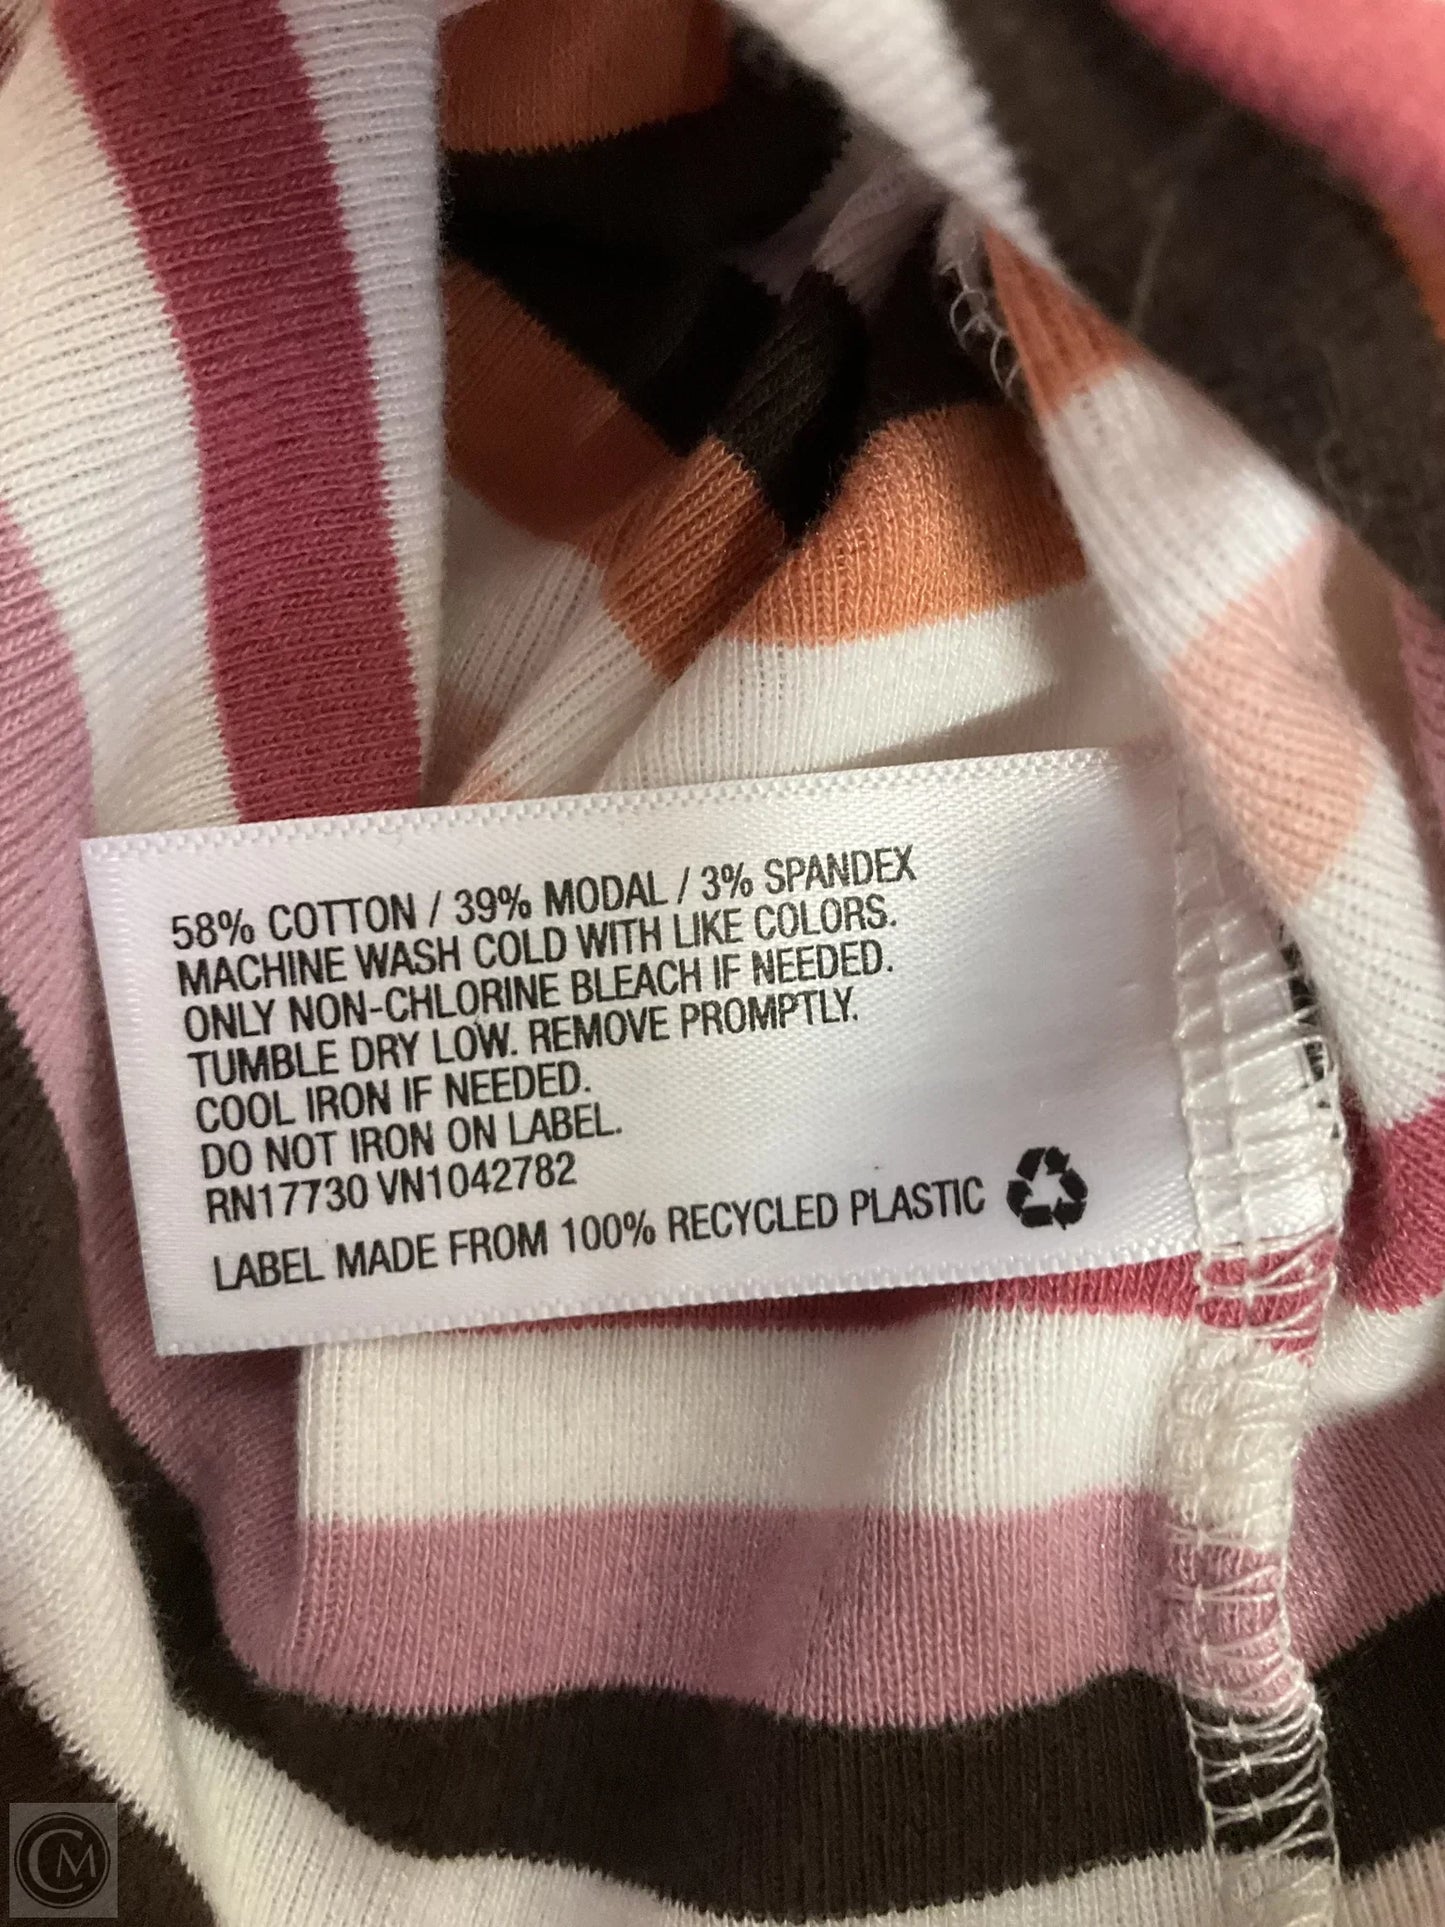 58% COTTON / 39% MODAL / 3% SPANDEX
MACHINE WASH COLD WITH LIKE COLORS.
ONLY NON-CHLORINE BLEACH IF NEEDED.
TUMBLE DRY LOW. REMOVE PROMPTLY.
COOL IRON IF NEEDED.
DO NOT IRON ON LABEL.
RN17730 VN1042782
LABEL MADE FROM 100% RECYCLED PLASTIC
CM